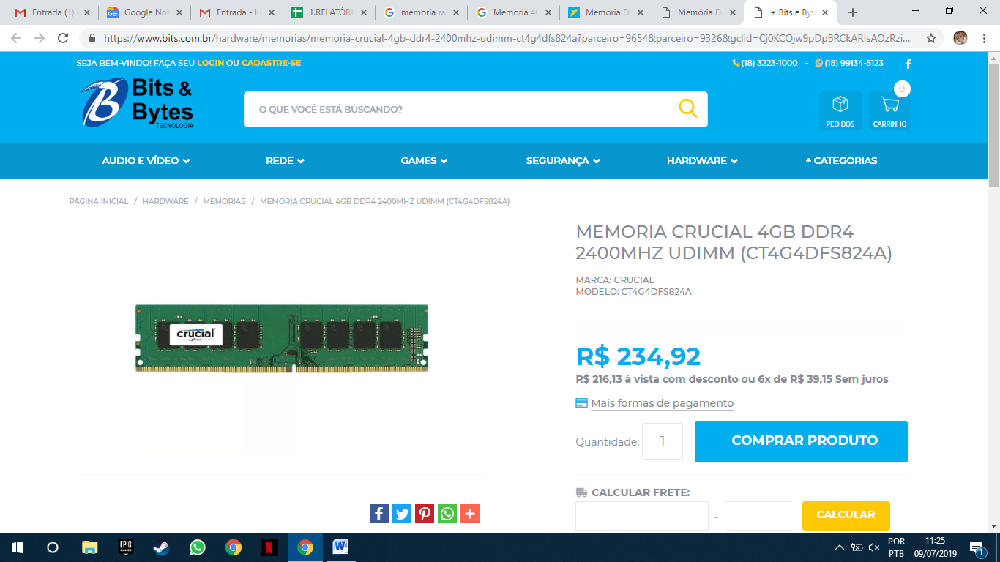 Entrada (1)
Google Not
Entrada - lu
1.RELATÓRI
memoria ra
Memoria 4G
Memoria D
Memória D
+ Bits e Byt
https://www.bits.com.br/hardware/memorias/memoria-crucial-4gb-ddr4-2400mhz-udimm-ct4g4dfs824a?parceiro=9654&parceiro=9326&gclid=Cj0KCQjw9pDpBRCkARIsAOzRzi...
SEJA BEM-VINDO! FAÇA SEU LOGIN OU CADASTRE-SE
(18) 3223-1000 - (18) 99134-5123
Bits &
Bytes
TECNOLOGIA
O QUE VOCÊ ESTÁ BUSCANDO?
PEDIDOS
0
CARRINHO
AUDIO E VÍDEO
REDE
GAMES
SEGURANÇA
HARDWARE
+ CATEGORIAS
PÁGINA INICIAL / HARDWARE / MEMORIAS / MEMORIA CRUCIAL 4GB DDR4 2400MHZ UDIMM (CT4G4DFS824A)
MEMORIA CRUCIAL 4GB DDR4
2400MHZ UDIMM (CT4G4DFS824A)
MARCA: CRUCIAL
MODELO: CT4G4DFS824A
crucial
R$ 234,92
R$ 216,13 à vista com desconto ou 6x de R$ 39,15 Sem juros
Mais formas de pagamento
Quantidade: 1
COMPRAR PRODUTO
CALCULAR FRETE:
-
CALCULAR
EPIC
GAMES
POR
PTB
11:25
09/07/2019
1